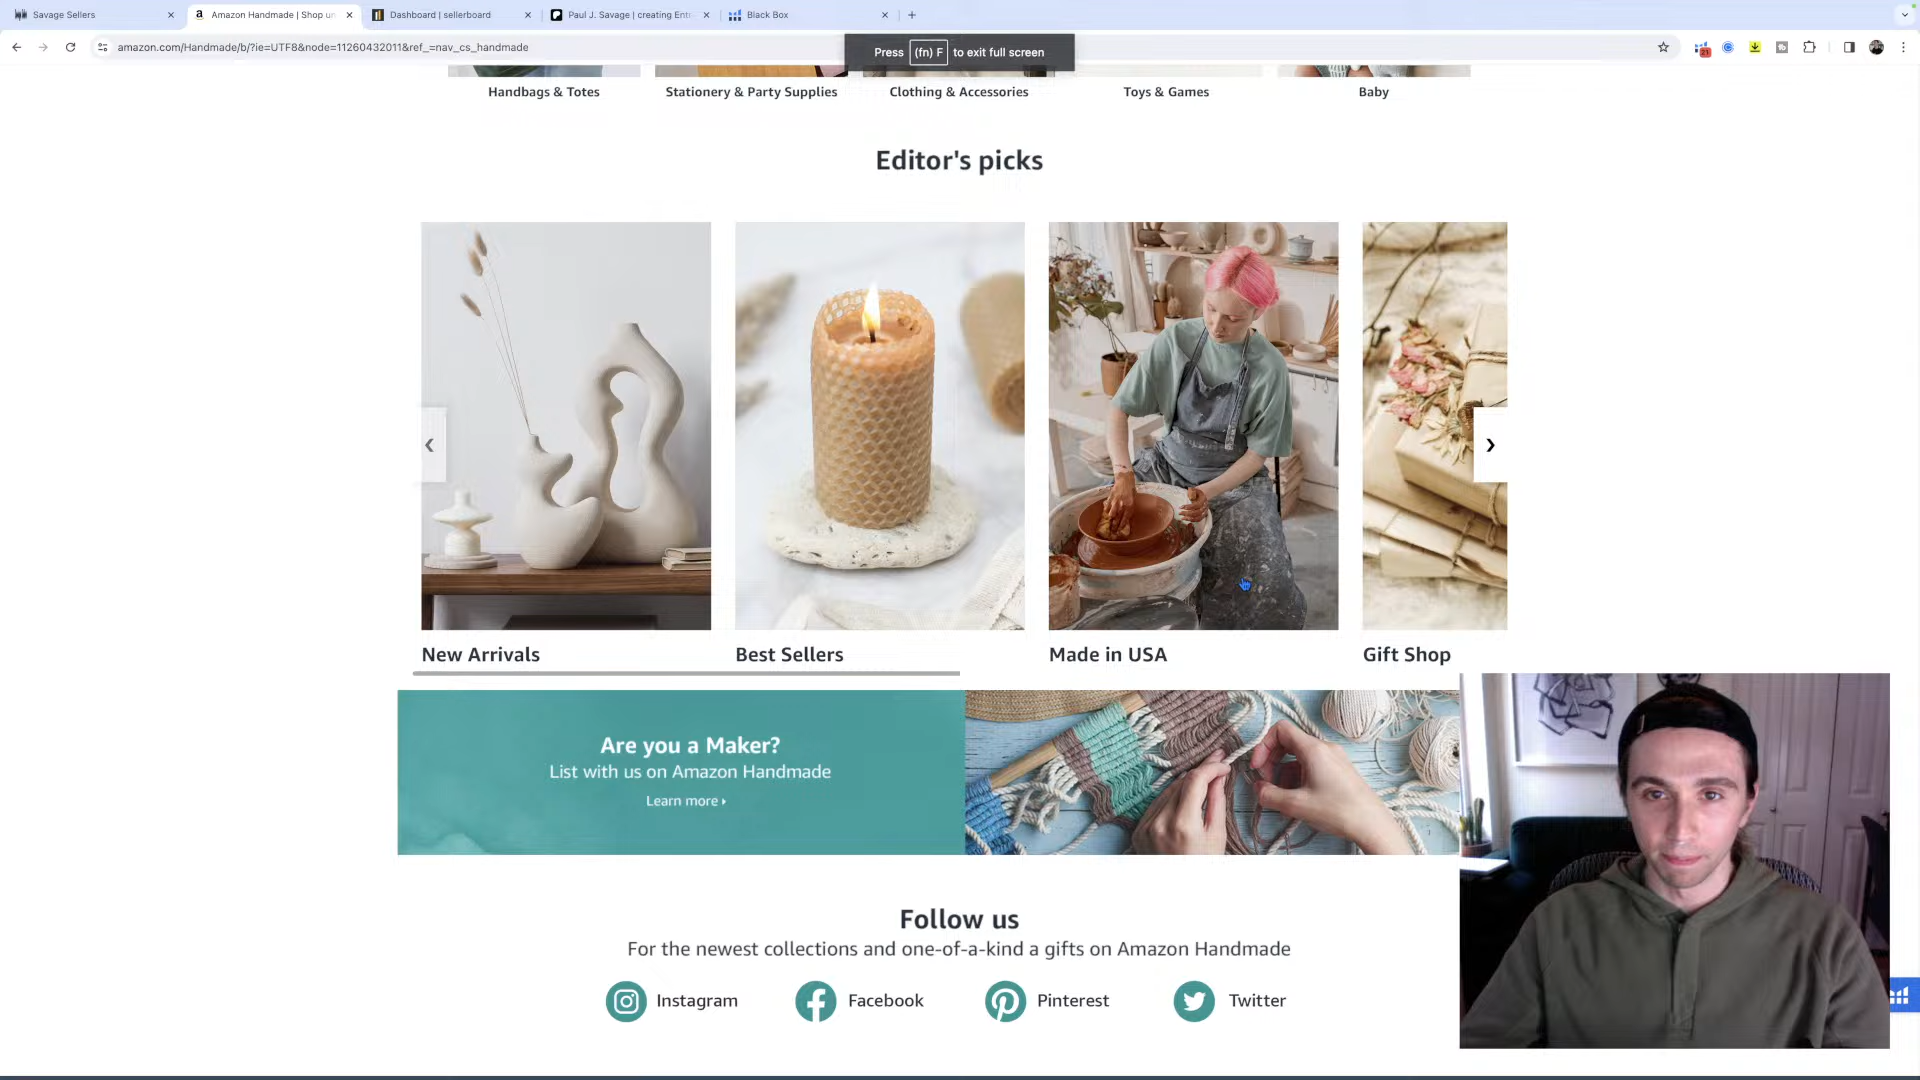 Savage Sellers
Amazon Handmade | Shop un
Dashboard | sellerboard
Paul J. Savage | creating Entr
Black Box
amazon.com/Handmade/b/?ie=UTF8&node=11260432011&ref_=nav_cs_handmade
Press (fn) F to exit full screen
21
Handbags & Totes
Stationery & Party Supplies
Clothing & Accessories
Toys & Games
Baby
Editor's picks
New Arrivals
Best Sellers
Made in USA
Gift Shop
Are you a Maker?
List with us on Amazon Handmade
Learn more
Follow us
For the newest collections and one-of-a-kind a gifts on Amazon Handmade
Instagram
Facebook
Pinterest
Twitter